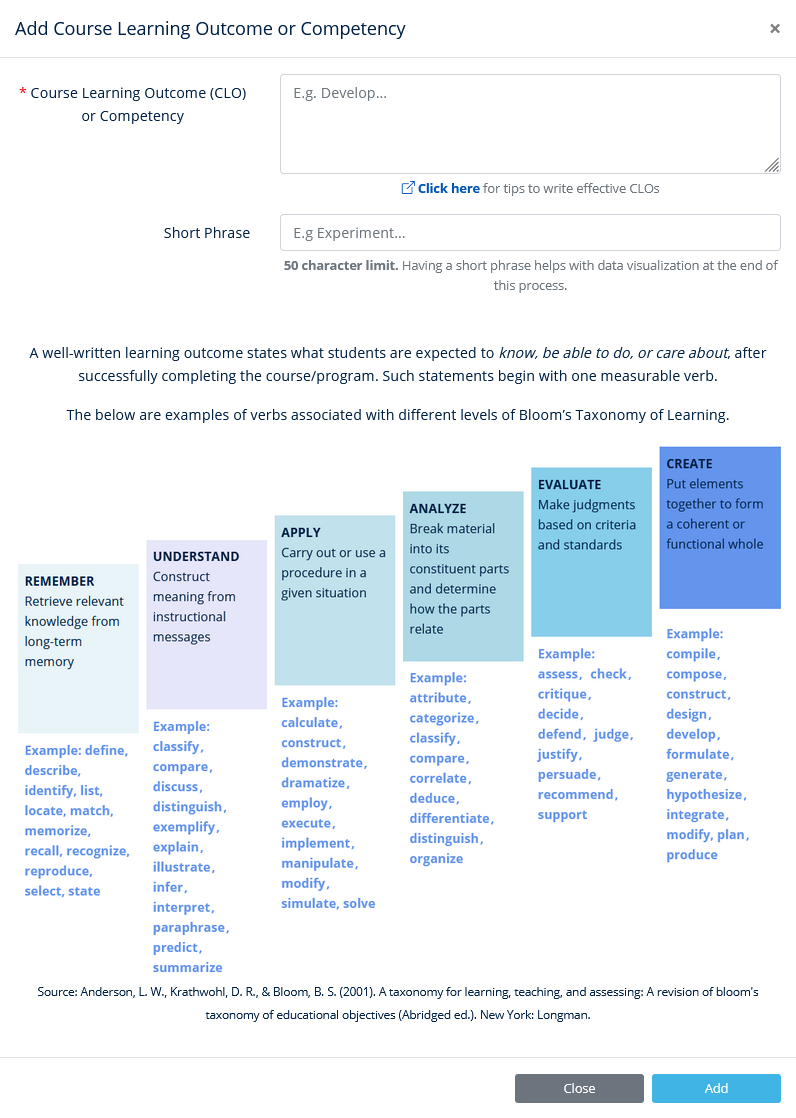 Add Course Learning Outcome or Competency
×
* Course Learning Outcome (CLO)
or Competency
E.g. Develop...
Click here for tips to write effective CLOs
Short Phrase
E.g Experiment...
50 character limit. Having a short phrase helps with data visualization at the end of
this process.
A well-written learning outcome states what students are expected to know, be able to do, or care about, after
successfully completing the course/program. Such statements begin with one measurable verb.
The below are examples of verbs associated with different levels of Bloom's Taxonomy of Learning.
REMEMBER
Retrieve relevant
knowledge from
long-term
memory
Example: define,
describe,
identify, list,
locate, match,
memorize,
recall, recognize,
reproduce,
select, state
UNDERSTAND
Construct
meaning from
instructional
messages
Example:
classify,
compare,
discuss,
distinguish,
exemplify,
explain,
illustrate,
infer,
interpret,
paraphrase,
predict,
summarize
APPLY
Carry out or use a
procedure in a
given situation
Example:
calculate,
construct,
demonstrate,
dramatize,
employ,
execute,
implement,
manipulate,
modify,
simulate, solve
ANALYZE
Break material
into its
constituent parts
and determine
how the parts
relate
Example:
attribute,
categorize,
classify,
compare,
correlate,
deduce,
differentiate,
distinguish,
organize
EVALUATE
Make judgments
based on criteria
and standards
Example:
assess, check,
critique,
decide,
defend, judge,
justify,
persuade,
recommend,
support
CREATE
Put elements
together to form
a coherent or
functional whole
Example:
compile,
compose,
construct,
design,
develop,
formulate,
generate,
hypothesize,
integrate,
modify, plan,
produce
Source: Anderson, L. W., Krathwohl, D. R., & Bloom, B. S. (2001). A taxonomy for learning, teaching, and assessing: A revision of bloom's
taxonomy of educational objectives (Abridged ed.). New York: Longman.
Close
Add